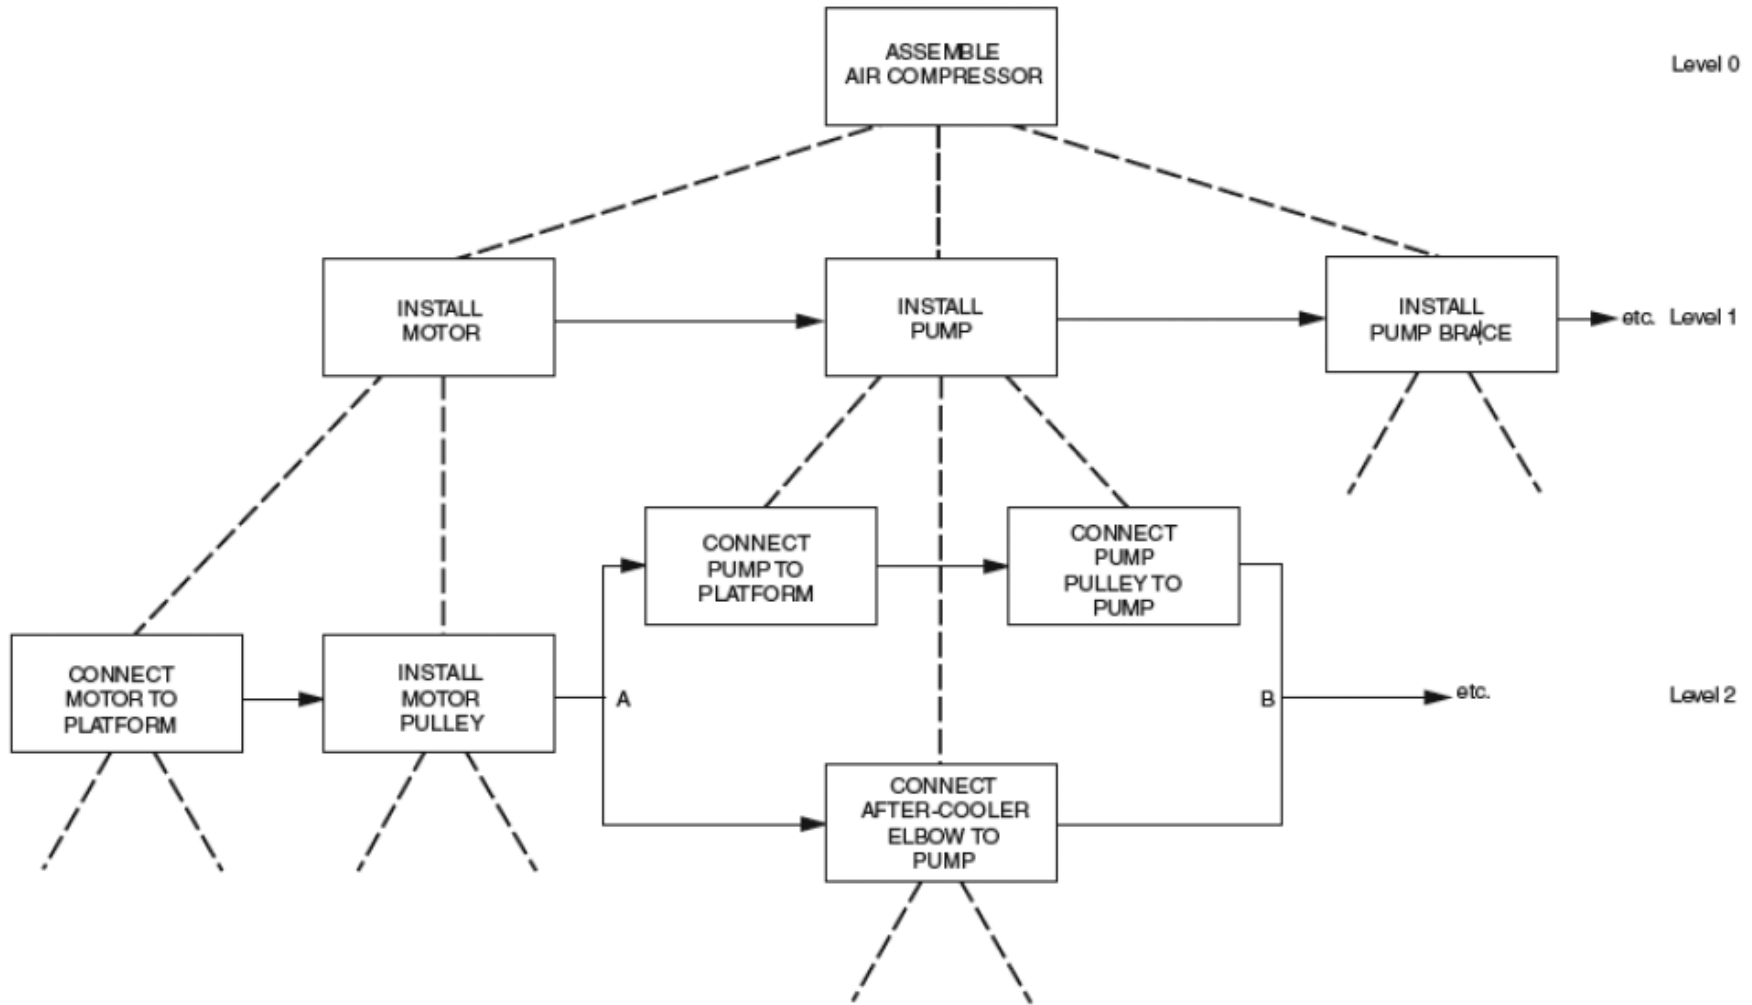 ASSEMBLE
AIR COMPRESSOR
Level 0
INSTALL
MOTOR
INSTALL
PUMP
INSTALL
PUMP BRACE
etc.
Level 1
CONNECT
PUMP TO
PLATFORM
CONNECT
PUMP
PULLEY TO
PUMP
CONNECT
MOTOR TO
PLATFORM
INSTALL
MOTOR
PULLEY
A
B
etc.
Level 2
CONNECT
AFTER-COOLER
ELBOW TO
PUMP